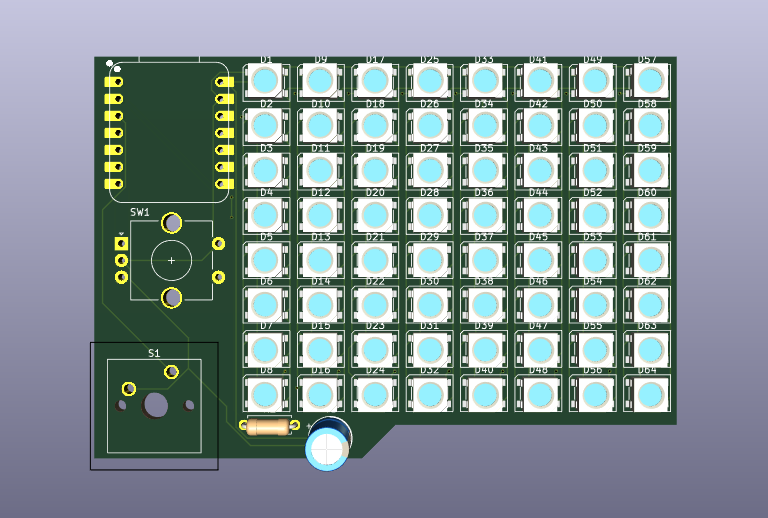 D1 D9 D17 D25 D33 D41 D49 D57
D2 D10 D18 D26 D34 D42 D50 D58
D3 D11 D19 D27 D35 D43 D51 D59
D4 D12 D20 D28 D36 D44 D52 D60
SW1
D5 D13 D21 D29 D37 D45 D53 D61
D6 D14 D22 D30 D38 D46 D54 D62
D7 D15 D23 D31 D39 D47 D55 D63
S1
D8 D16 D24 D32 D40 D48 D56 D64
+